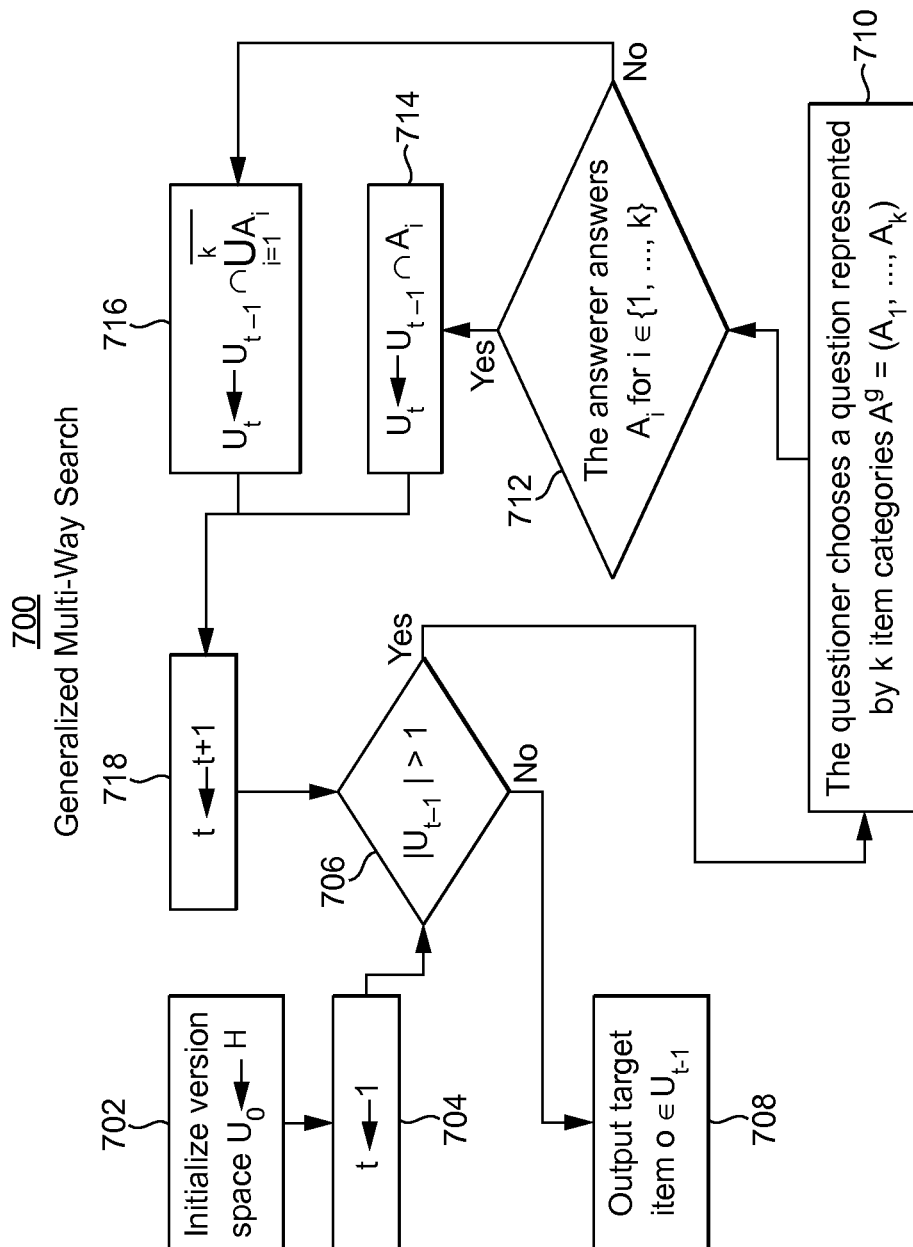 700
Generalized Multi-Way Search
702
Initialize version
space U₀ ← H
t ← 1
704
718
t ← t+1
706
|Uₜ₋₁| > 1
Yes
No
Output target
item o ∈ Uₜ₋₁
708
710
The questioner chooses a question represented
by k item categories Aᵍ = (A₁, ..., Aₖ)
712
The answerer answers
Aᵢ for i ∈ {1, ..., k}
Yes
No
714
Uₜ ← Uₜ₋₁ ∩ Aᵢ
716
k
Uₜ ← Uₜ₋₁ ∩ ∪Aᵢ
i=1